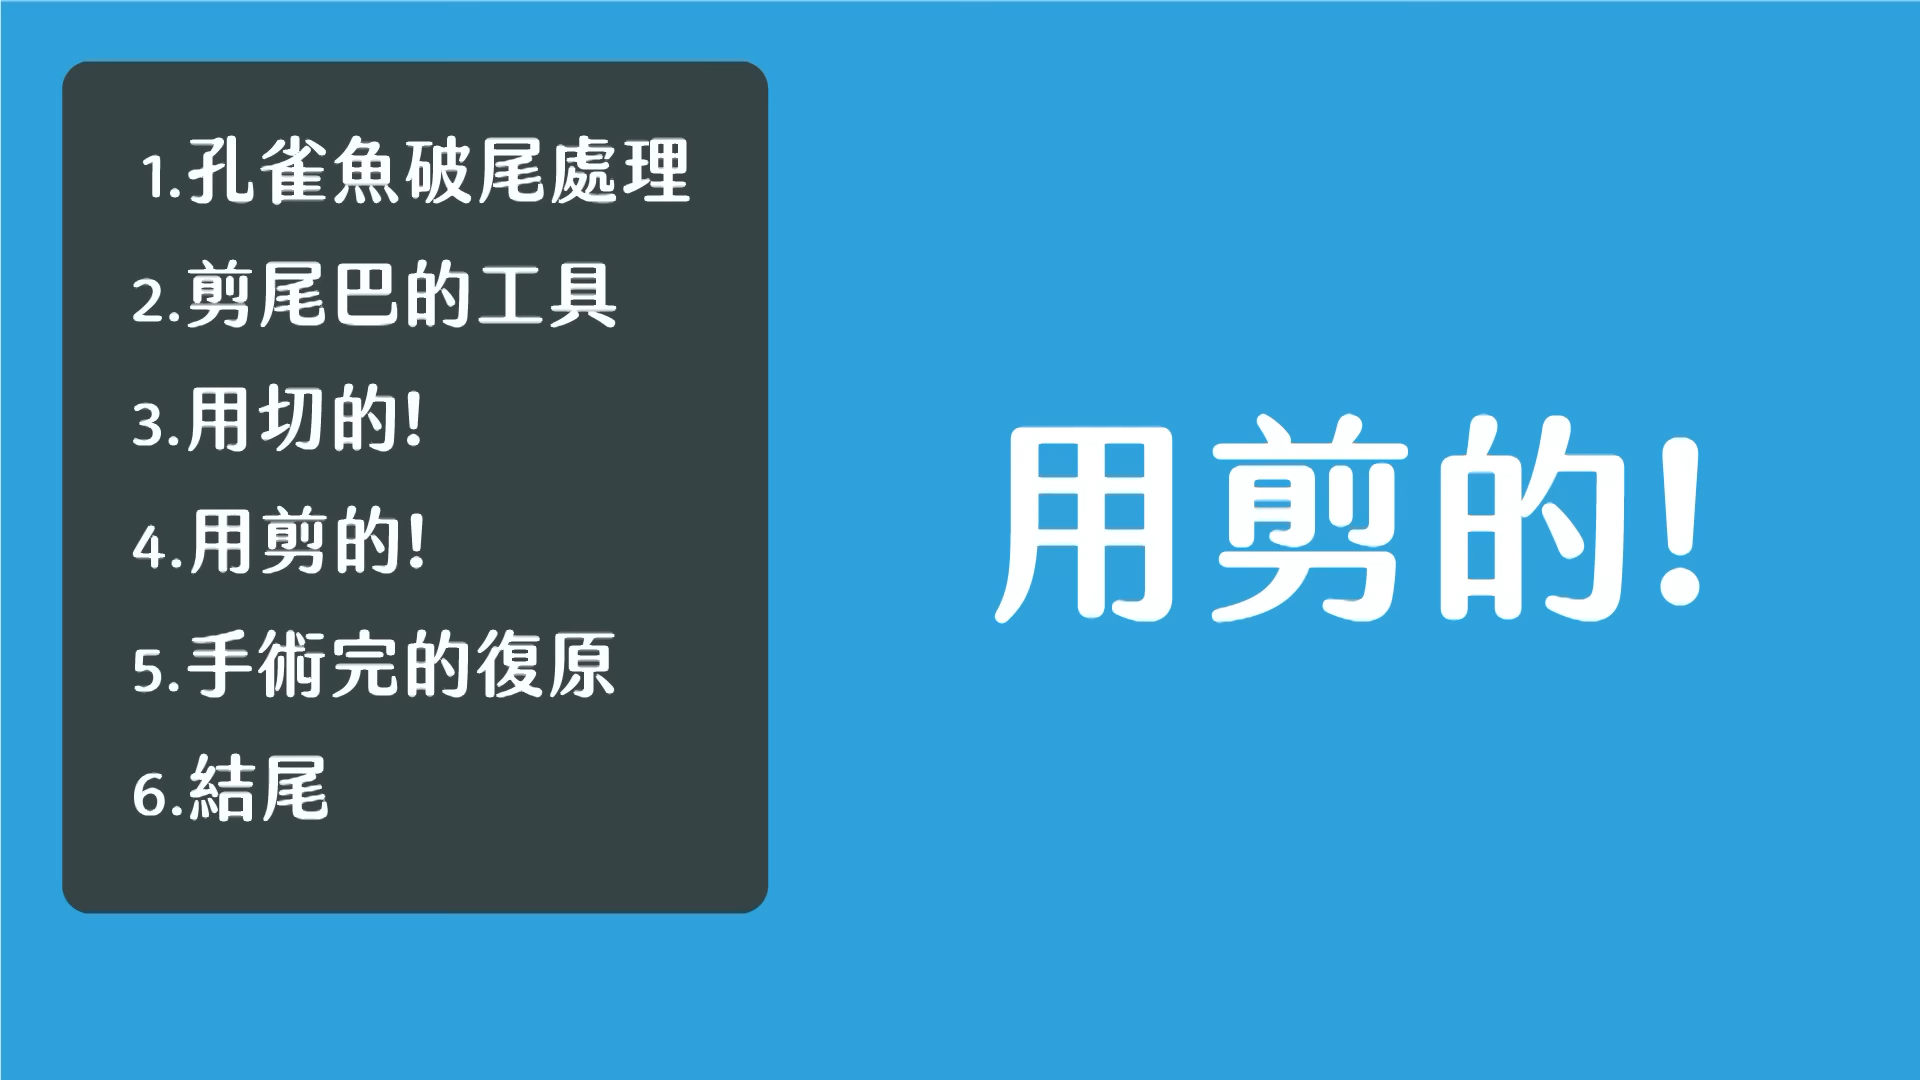 1.孔雀魚破尾處理
2.剪尾巴的工具
3.用切的!
4.用剪的!
5.手術完的復原
6.結尾
用剪的!